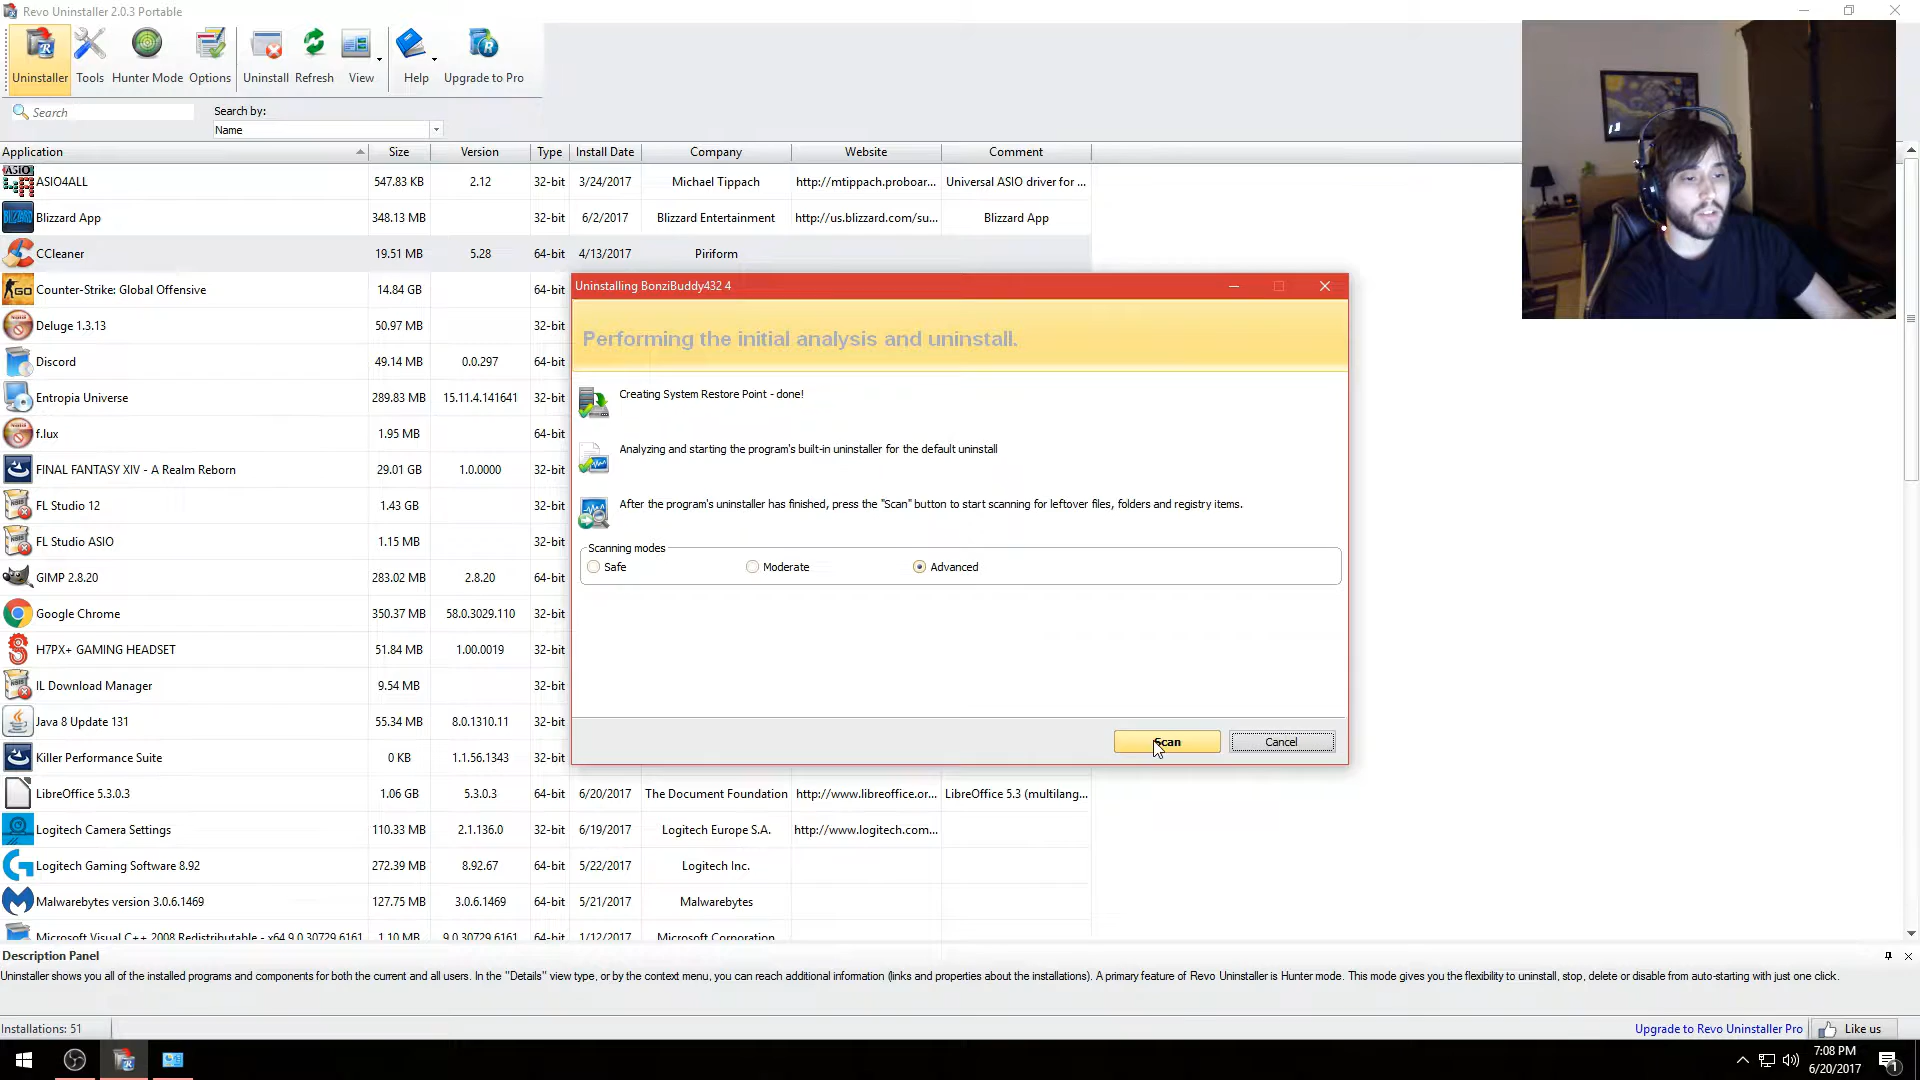 Revo Uninstaller 2.0.3 Portable
Uninstaller Tools Hunter Mode Options Uninstall Refresh View Help Upgrade to Pro
Search Search by:
Name
Application Size Version Type Install Date Company Website Comment
ASIO4ALL 547.83 KB 2.12 32-bit 3/24/2017 Michael Tippach http://mtippach.proboar... Universal ASIO driver for ...
Blizzard App 348.13 MB 32-bit 6/2/2017 Blizzard Entertainment http://us.blizzard.com/su... Blizzard App
CCleaner 19.51 MB 5.28 64-bit 4/13/2017 Piriform
Counter-Strike: Global Offensive 14.84 GB 64-bit
Deluge 1.3.13 50.97 MB 32-bit
Discord 49.14 MB 0.0.297 64-bit
Entropia Universe 289.83 MB 15.11.4.141641 32-bit
f.lux 1.95 MB 64-bit
FINAL FANTASY XIV - A Realm Reborn 29.01 GB 1.0.0000 32-bit
FL Studio 12 1.43 GB 32-bit
FL Studio ASIO 1.15 MB 32-bit
GIMP 2.8.20 283.02 MB 2.8.20 64-bit
Google Chrome 350.37 MB 58.0.3029.110 32-bit
H7PX+ GAMING HEADSET 51.84 MB 1.00.0019 32-bit
IL Download Manager 9.54 MB 32-bit
Java 8 Update 131 55.34 MB 8.0.1310.11 32-bit
Killer Performance Suite 0 KB 1.1.56.1343 32-bit
LibreOffice 5.3.0.3 1.06 GB 5.3.0.3 64-bit 6/20/2017 The Document Foundation http://www.libreoffice.or... LibreOffice 5.3 (multilang...
Logitech Camera Settings 110.33 MB 2.1.136.0 32-bit 6/19/2017 Logitech Europe S.A. http://www.logitech.com...
Logitech Gaming Software 8.92 272.39 MB 8.92.67 64-bit 5/22/2017 Logitech Inc.
Malwarebytes version 3.0.6.1469 127.75 MB 3.0.6.1469 64-bit 5/21/2017 Malwarebytes
Microsoft Visual C++ 2008 Redistributable - x64 9.0.30729.6161 1.10 MB 9.0.30729.6161 64-bit 1/12/2017 Microsoft Corporation
Uninstalling BonziBuddy432 4
Performing the initial analysis and uninstall.
Creating System Restore Point - done!
Analyzing and starting the program's built-in uninstaller for the default uninstall
After the program's uninstaller has finished, press the "Scan" button to start scanning for leftover files, folders and registry items.
Scanning modes
Safe Moderate Advanced
Scan Cancel
Description Panel
Uninstaller shows you all of the installed programs and components for both the current and all users. In the "Details" view type, or by the context menu, you can reach additional information (links and properties about the installations). A primary feature of Revo Uninstaller is Hunter mode. This mode gives you the flexibility to uninstall, stop, delete or disable from auto-starting with just one click.
Installations: 51 Upgrade to Revo Uninstaller Pro Like us
7:08 PM
6/20/2017